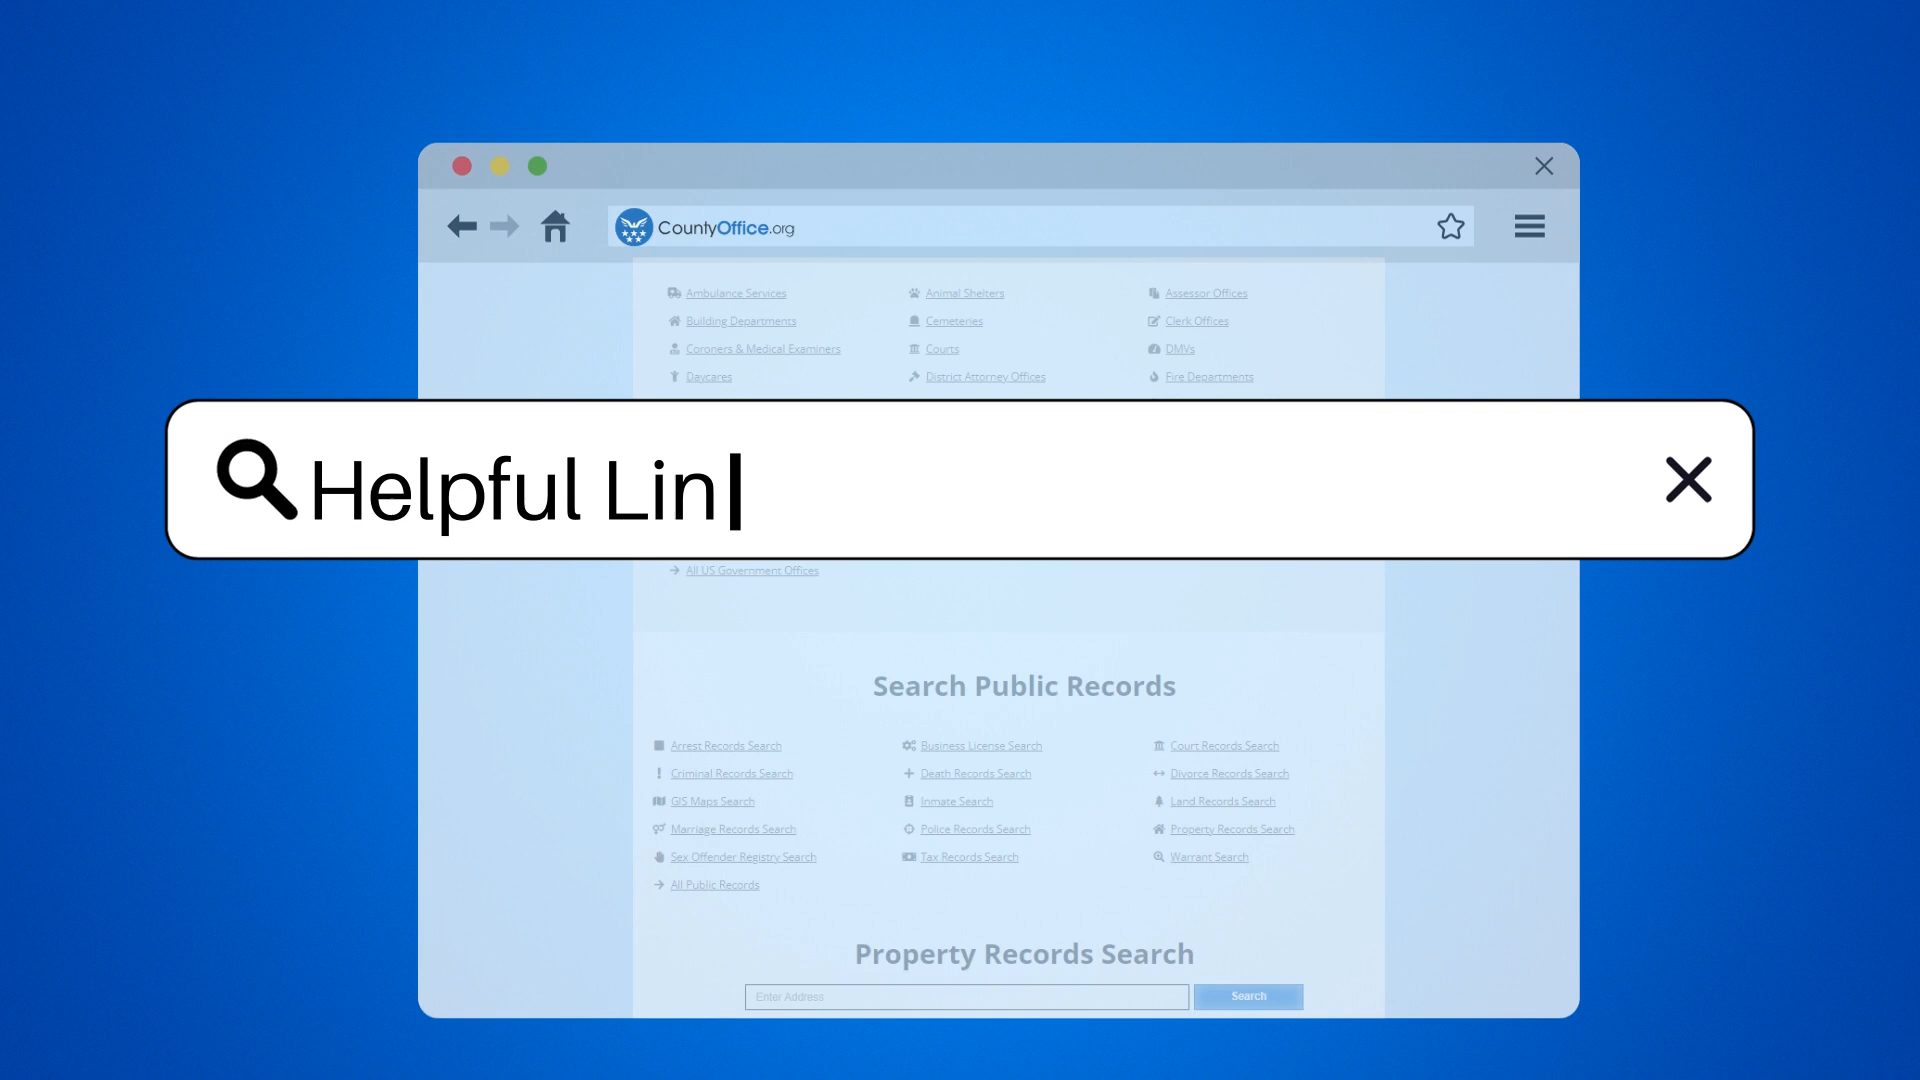 CountyOffice.org
Ambulance Services Animal Shelters Assessor Offices
Building Departments Cemeteries Clerk Offices
Coroners & Medical Examiners Courts DMVs
Daycares District Attorney Offices Fire Departments
Helpful Lin
All US Government Offices
Search Public Records
Arrest Records Search Business License Search Court Records Search
Criminal Records Search Death Records Search Divorce Records Search
GIS Maps Search Inmate Search Land Records Search
Marriage Records Search Police Records Search Property Records Search
Sex Offender Registry Search Tax Records Search Warrant Search
All Public Records
Property Records Search
Enter Address Search